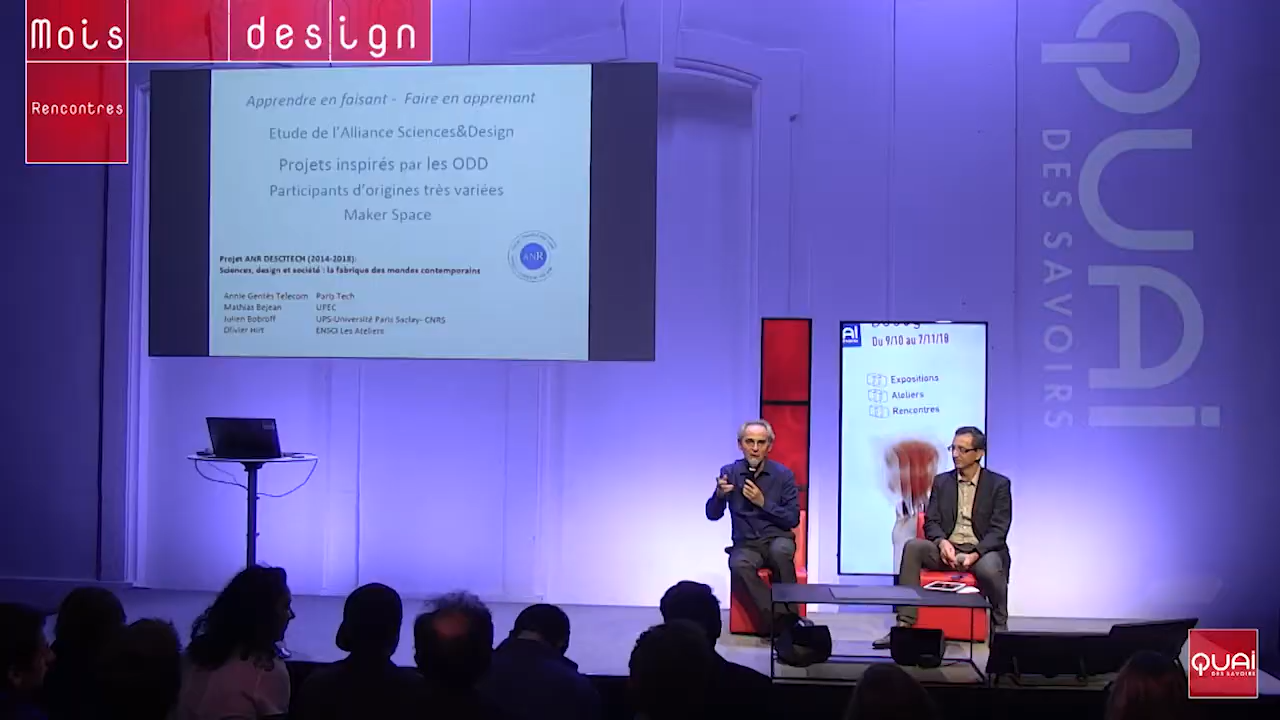 Mois design
Rencontres
Apprendre en faisant - Faire en apprenant
Etude de l'Alliance Sciences&Design
Projets inspirés par les ODD
Participants d'origines très variées
Maker Space
ANR
Projet ANR DESCITECH (2014-2018):
Sciences, design et société : la fabrique des mondes contemporains
Annie Gentès Telecom Paris Tech
Mathias Bejean UPEC
Julien Bobroff UPS-Université Paris Saclay- CNRS
Olivier Hirt ENSCI Les Ateliers
QUAi
DES SAVOIRS
Du 9/10 au 7/11/18
Expositions
Ateliers
Rencontres
QUAi
DES SAVOIRS